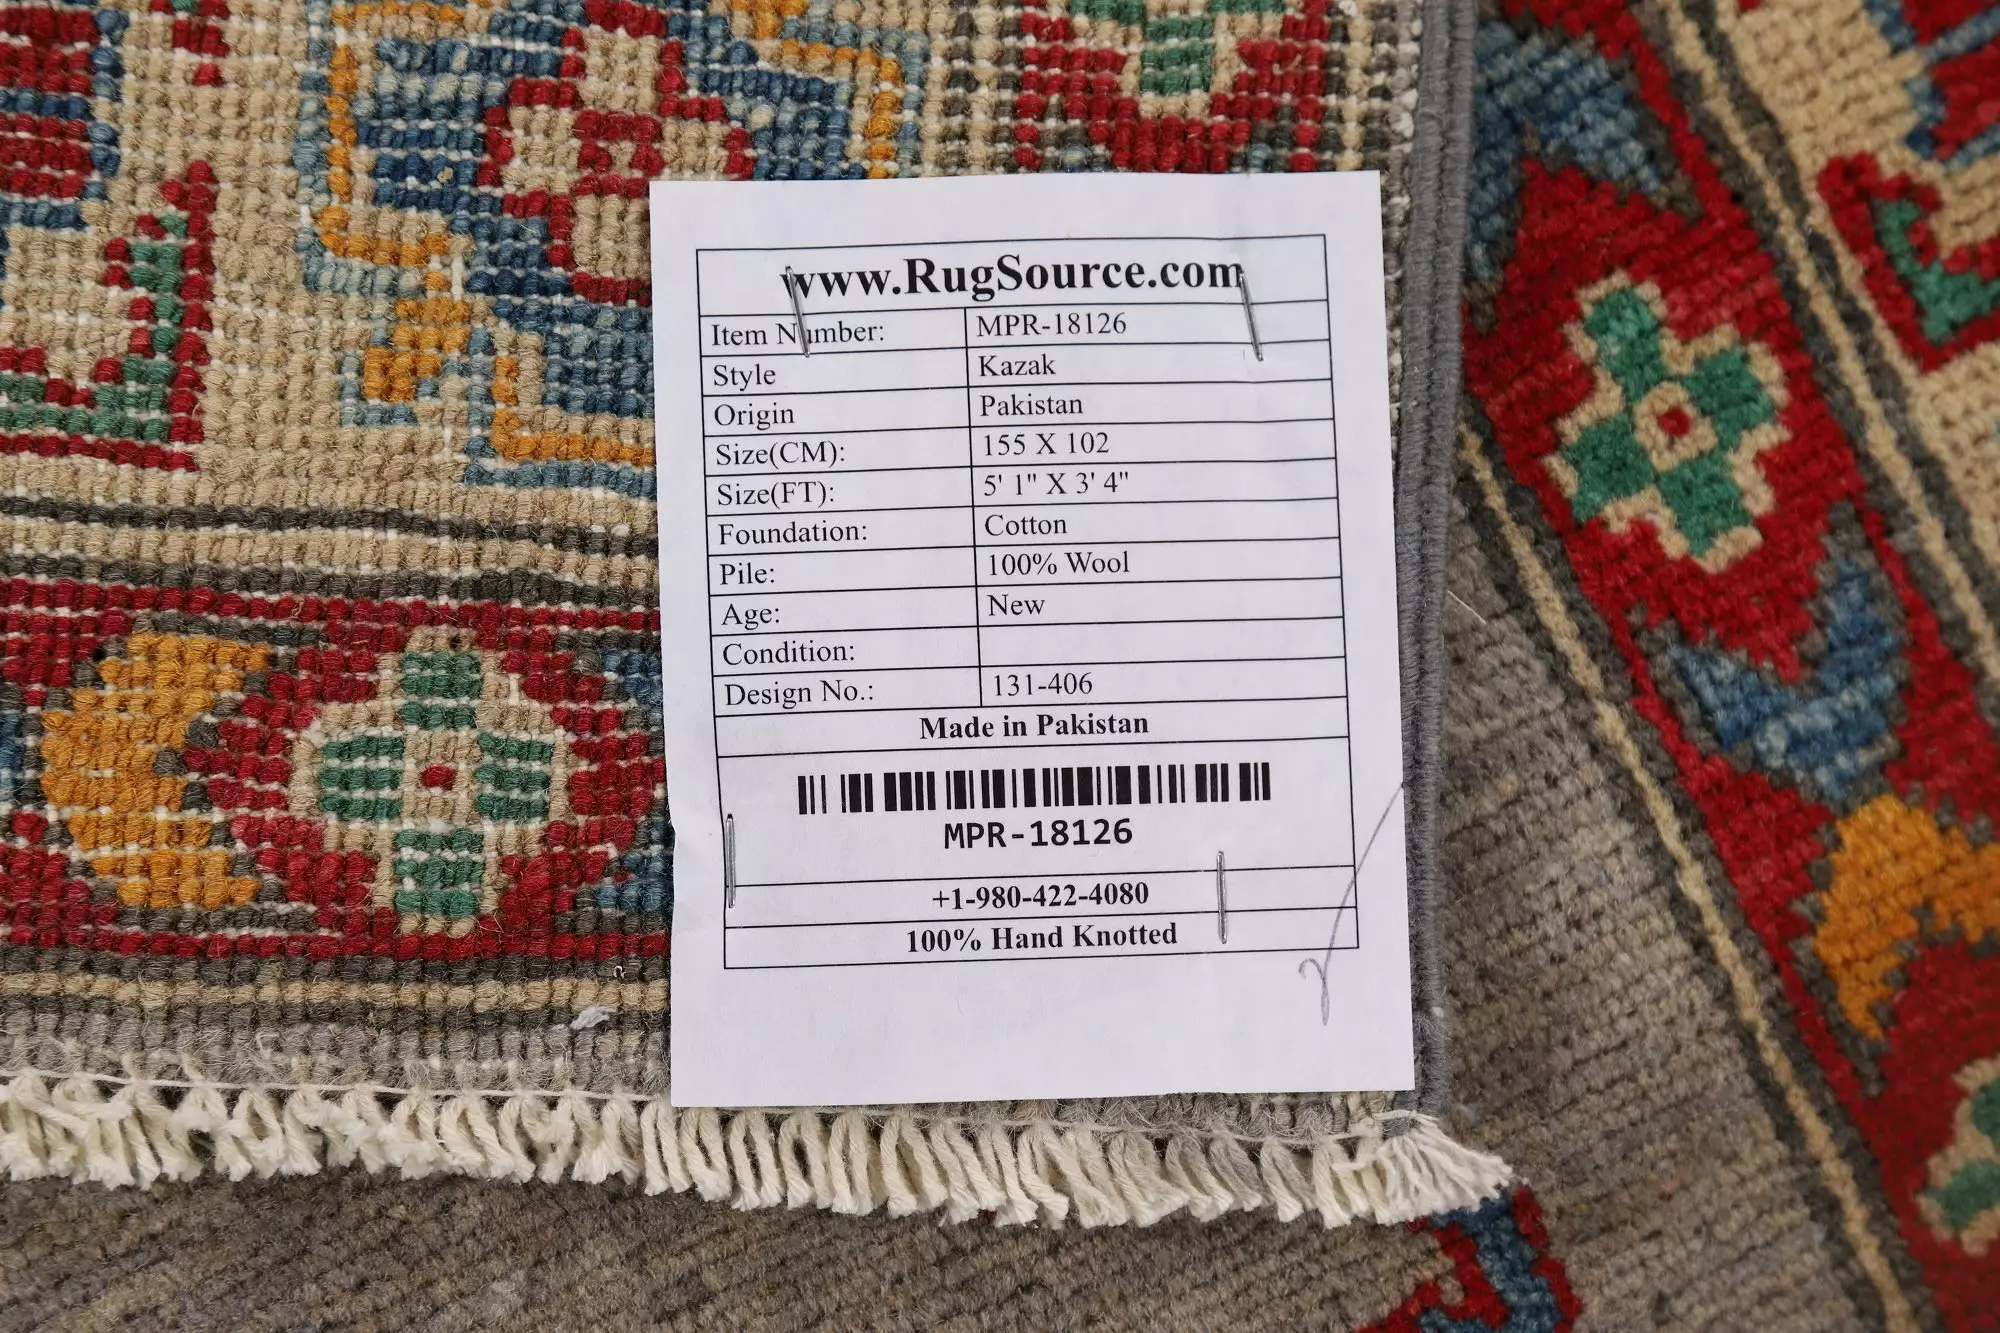 www.RugSource.com
Item Number: MPR-18126
Style Kazak
Origin Pakistan
Size(CM): 155 X 102
Size(FT): 5' 1" X 3' 4"
Foundation: Cotton
Pile: 100% Wool
Age: New
Condition:
Design No.: 131-406
Made in Pakistan
MPR-18126
+1-980-422-4080
100% Hand Knotted